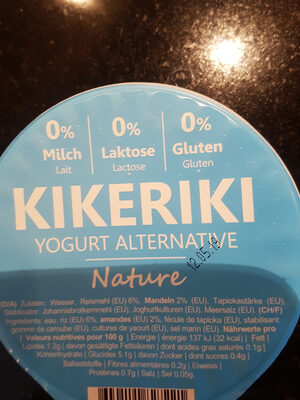 0% 0% 0%
Milch Laktose Gluten
Lait Lactose Gluten
KIKERIKI
YOGURT ALTERNATIVE
12.05.19
Nature
(D/A) Zutaten: Wasser, Reismehl (EU) 6%, Mandeln 2% (EU), Tapiokastärke (EU),
Stabilisator: Johannisbrotkernmehl (EU), Joghurtkulturen (EU), Meersalz (EU). (CH/F)
Ingrédients: eau, riz (EU) 6%, amandes (EU) 2%, fécule de tapioka (EU), stabilisant:
gomme de caroube (EU), cultures de yaourt (EU), sel marin (EU). Nährwerte pro
Valeurs nutritives pour 100 g | Energie | énergie 137 kJ (32 kcal) | Fett |
Lipides 1.2g | davon gesättigte Fettsäuren | dont acides gras saturés 0.1g |
Kohlenhydrate | Glucides 5.1g | davon Zucker | dont sucres 0.4g |
Ballaststoffe | Fibres alimentaires 0.2g | Eiweiss |
Protéines 0.7g | Salz | Sel 0.05g